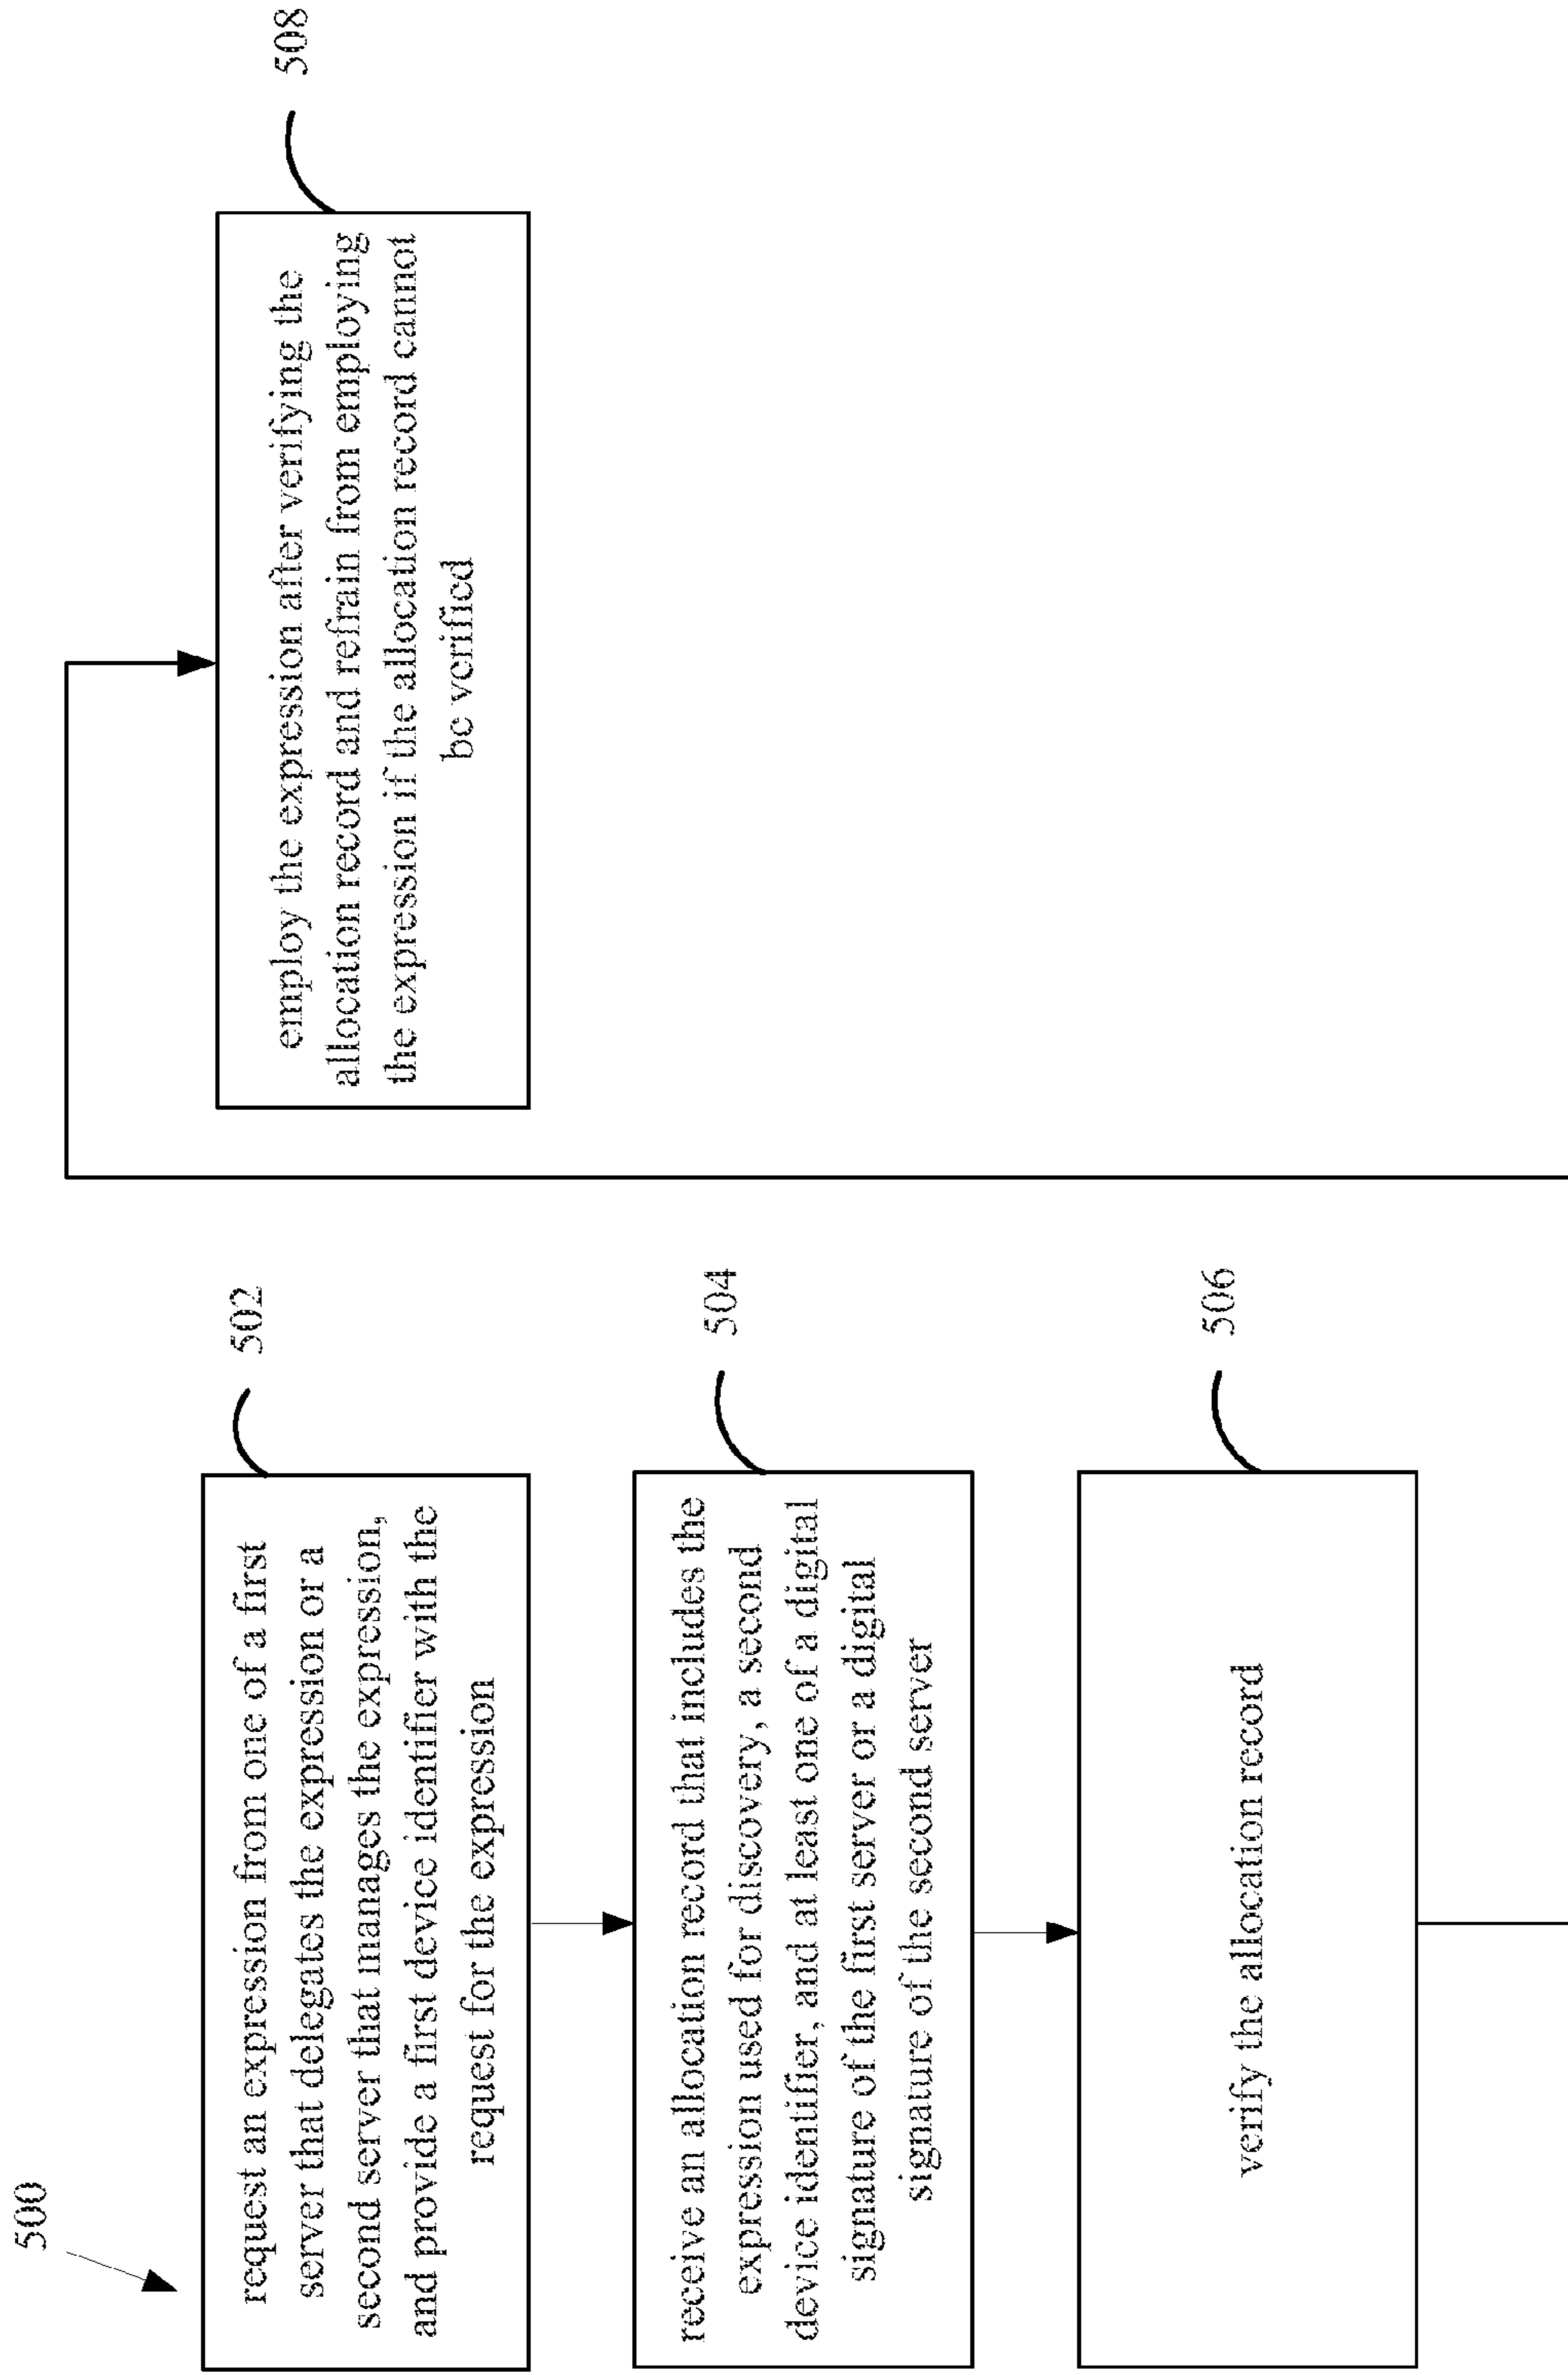 500
502
request an expression from one of a first
server that delegates the expression or a
second server that manages the expression,
and provide a first device identifier with the
request for the expression
504
receive an allocation record that includes the
expression used for discovery, a second
device identifier, and at least one of a digital
signature of the first server or a digital
signature of the second server
506
verify the allocation record
508
employ the expression after verifying the
allocation record and refrain from employing
the expression if the allocation record cannot
be verified